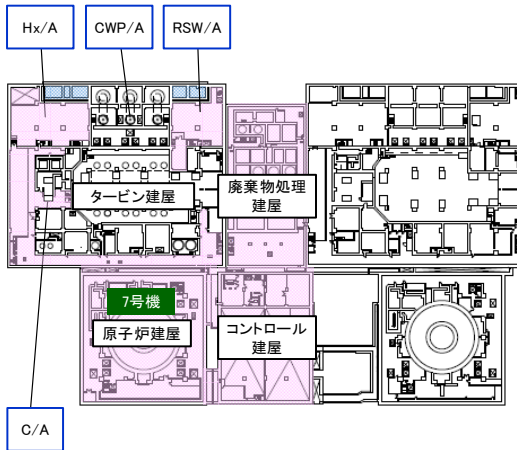 Hx/A
CWP/A
RSW/A
タービン建屋
廃棄物処理
建屋
7号機
原子炉建屋
コントロール
建屋
C/A